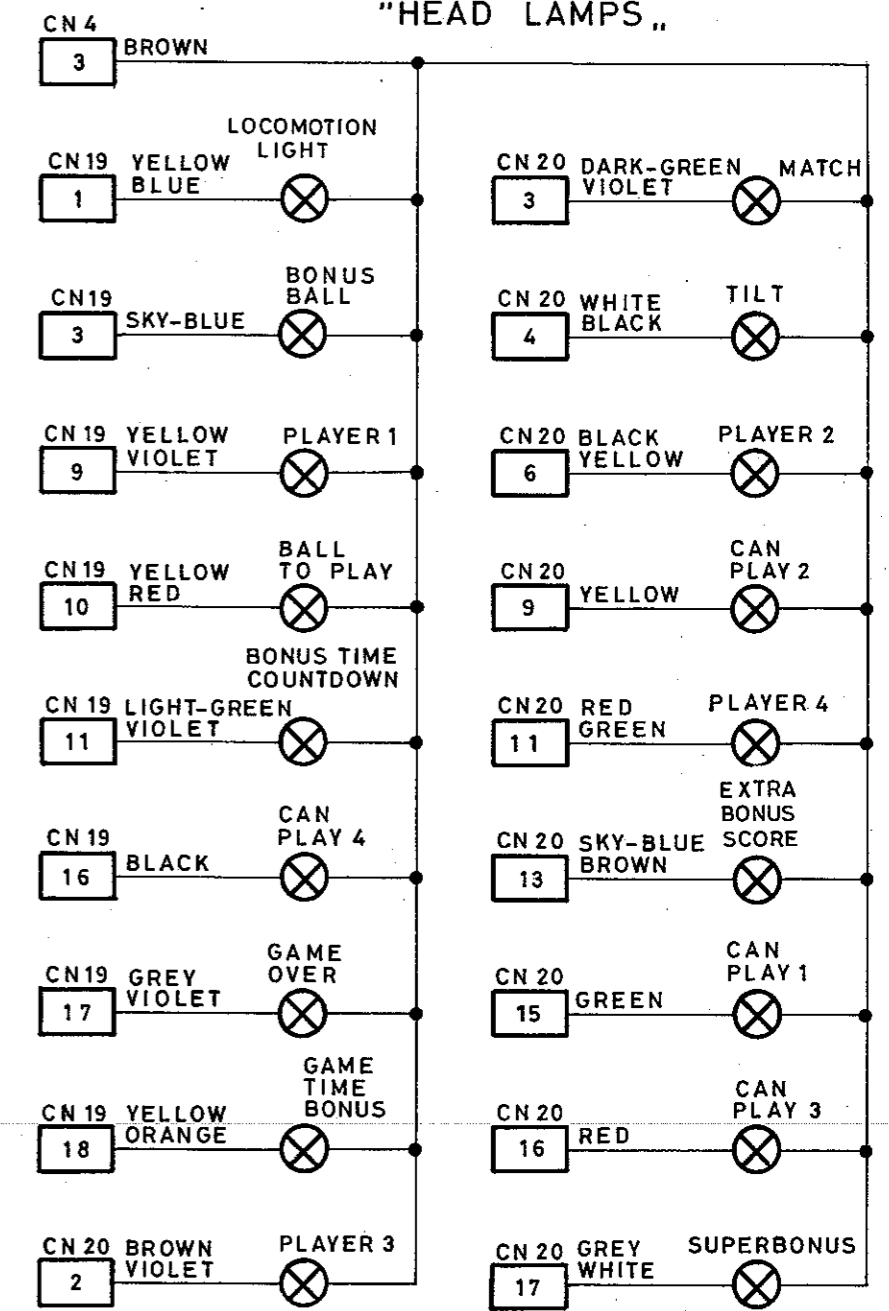 "HEAD LAMPS„
CN 4
3
BROWN
LOCOMOTION
LIGHT
CN 19
1
YELLOW
BLUE
CN19
3
SKY-BLUE
BONUS
BALL
CN 19
9
YELLOW
VIOLET
PLAYER 1
CN 19
10
YELLOW
RED
BALL
TO PLAY
BONUS TIME
COUNTDOWN
CN 19
11
LIGHT-GREEN
VIOLET
CN 19
16
BLACK
CAN
PLAY 4
CN19
17
GREY
VIOLET
GAME
OVER
CN 19
18
YELLOW
ORANGE
GAME
TIME
BONUS
CN 20
2
BROWN
VIOLET
PLAYER 3
CN 20
3
DARK-GREEN
VIOLET
MATCH
CN 20
4
WHITE
BLACK
TILT
CN20
6
BLACK
YELLOW
PLAYER 2
CN 20
9
YELLOW
CAN
PLAY 2
CN20
11
RED
GREEN
PLAYER 4
CN 20
13
SKY-BLUE
BROWN
EXTRA
BONUS
SCORE
CN 20
15
GREEN
CAN
PLAY 1
CN 20
16
RED
CAN
PLAY 3
CN 20
17
GREY
WHITE
SUPERBONUS